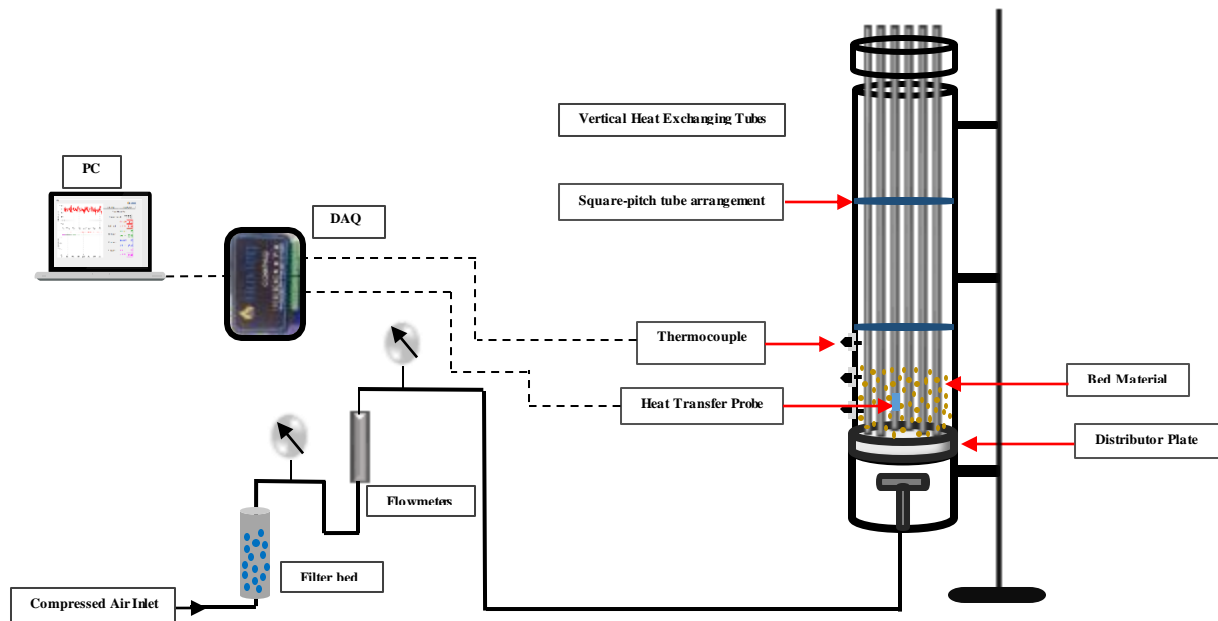 Vertical Heat Exchanging Tubes
PC
Square-pitch tube arrangement
DAQ
Thermocouple
Bed Material
Heat Transfer Probe
Distributor Plate
Flowmeters
Filter bed
Compressed Air Inlet